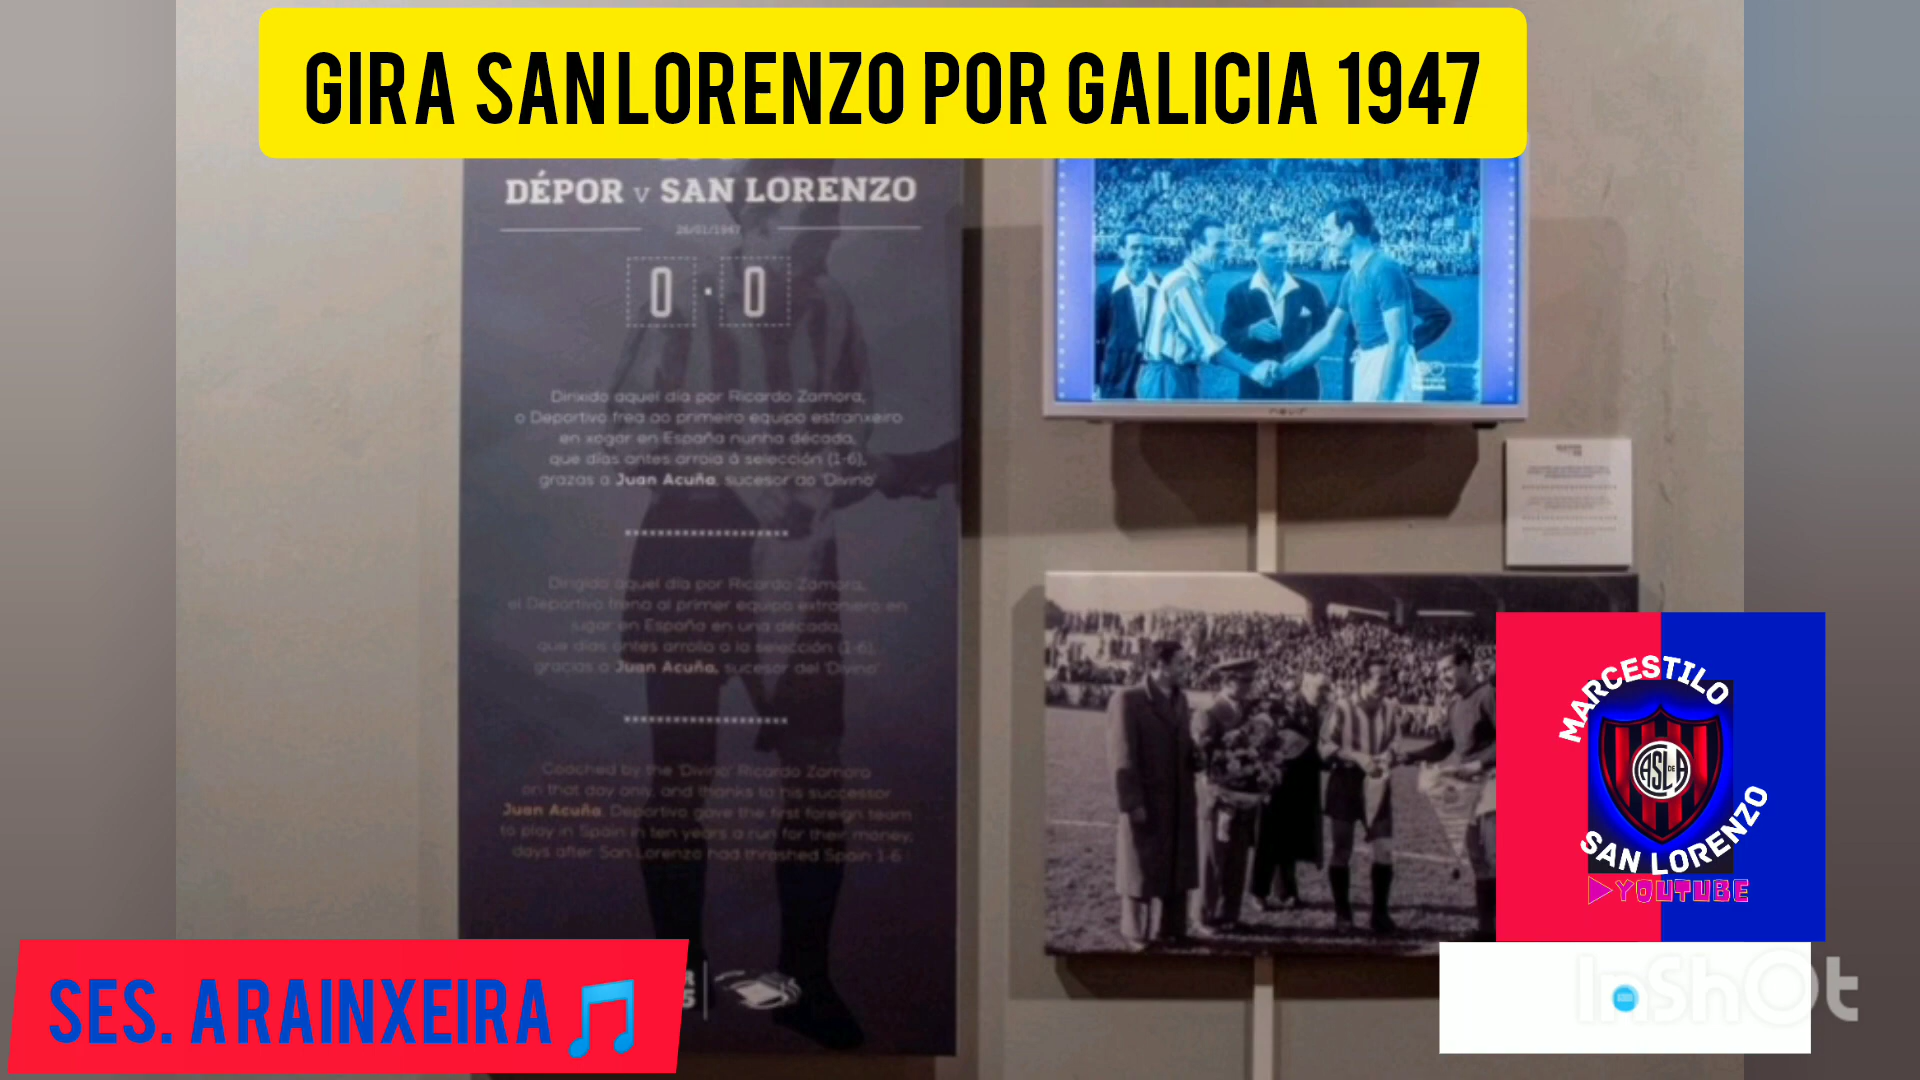 GIRA SAN LORENZO POR GALICIA 1947
DÉPOR v SAN LORENZO
26/01/1947
0 · 0
Dirixido aquel día por Ricardo Zamora,
o Deportivo frea ao primeiro equipo estranxeiro
en xogar en España nunha década,
que días antes arrola á selección (1-6),
grazas a Juan Acuña, sucesor do 'Divino'
Dirigido aquel día por Ricardo Zamora,
el Deportivo frena al primer equipo extranjero en
jugar en España en una década,
que días antes arrolla a la selección (1-6),
gracias a Juan Acuña, sucesor del 'Divino'
Coached by the 'Divino' Ricardo Zamora
on that day only, and thanks to his successor
Juan Acuña, Deportivo gave the first foreign team
to play in Spain in ten years a run for their money,
days after San Lorenzo had thrashed Spain 1-6
MARCESTILO
CASLA
SAN LORENZO
YOUTUBE
SES. A RAINXEIRA
InShOt